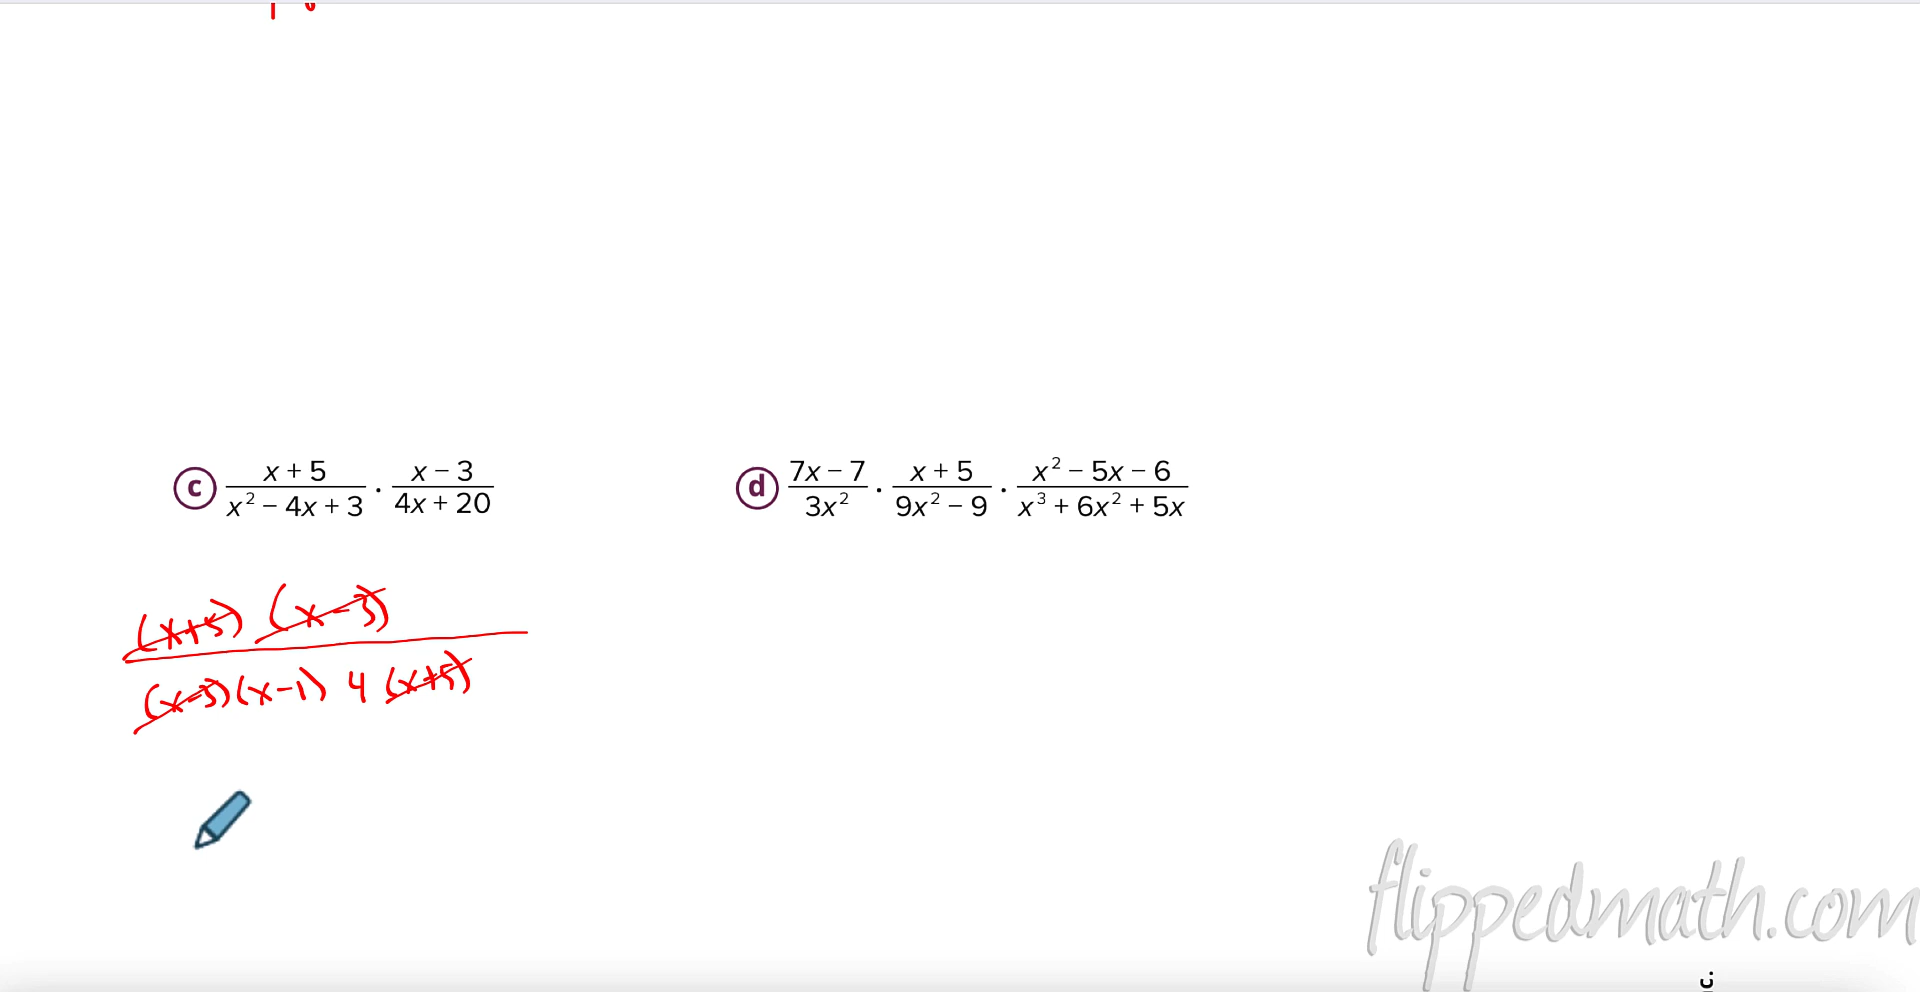 c x + 5 / x² − 4x + 3 · x − 3 / 4x + 20
d 7x − 7 / 3x² · x + 5 / 9x² − 9 · x² − 5x − 6 / x³ + 6x² + 5x
(x+5) (x-3)
(x-3)(x-1) 4 (x+5)
flippedmath.com